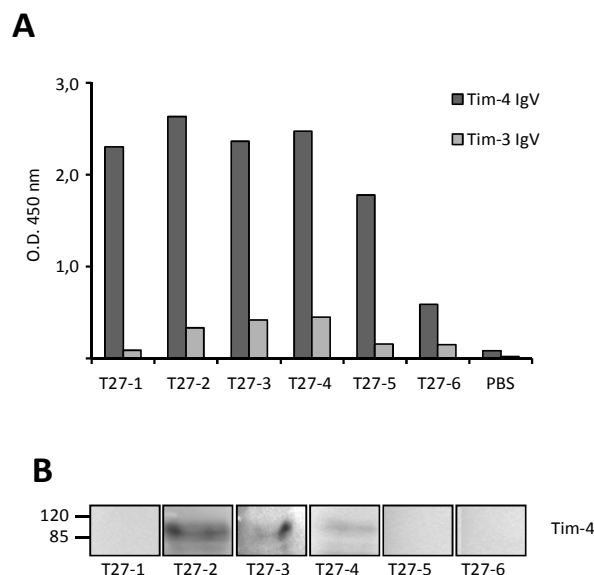 A
3,0
2,0
1,0
O.D. 450 nm
Tim-4 IgV
Tim-3 IgV
T27-1 T27-2 T27-3 T27-4 T27-5 T27-6 PBS
B
120
85
Tim-4
T27-1 T27-2 T27-3 T27-4 T27-5 T27-6